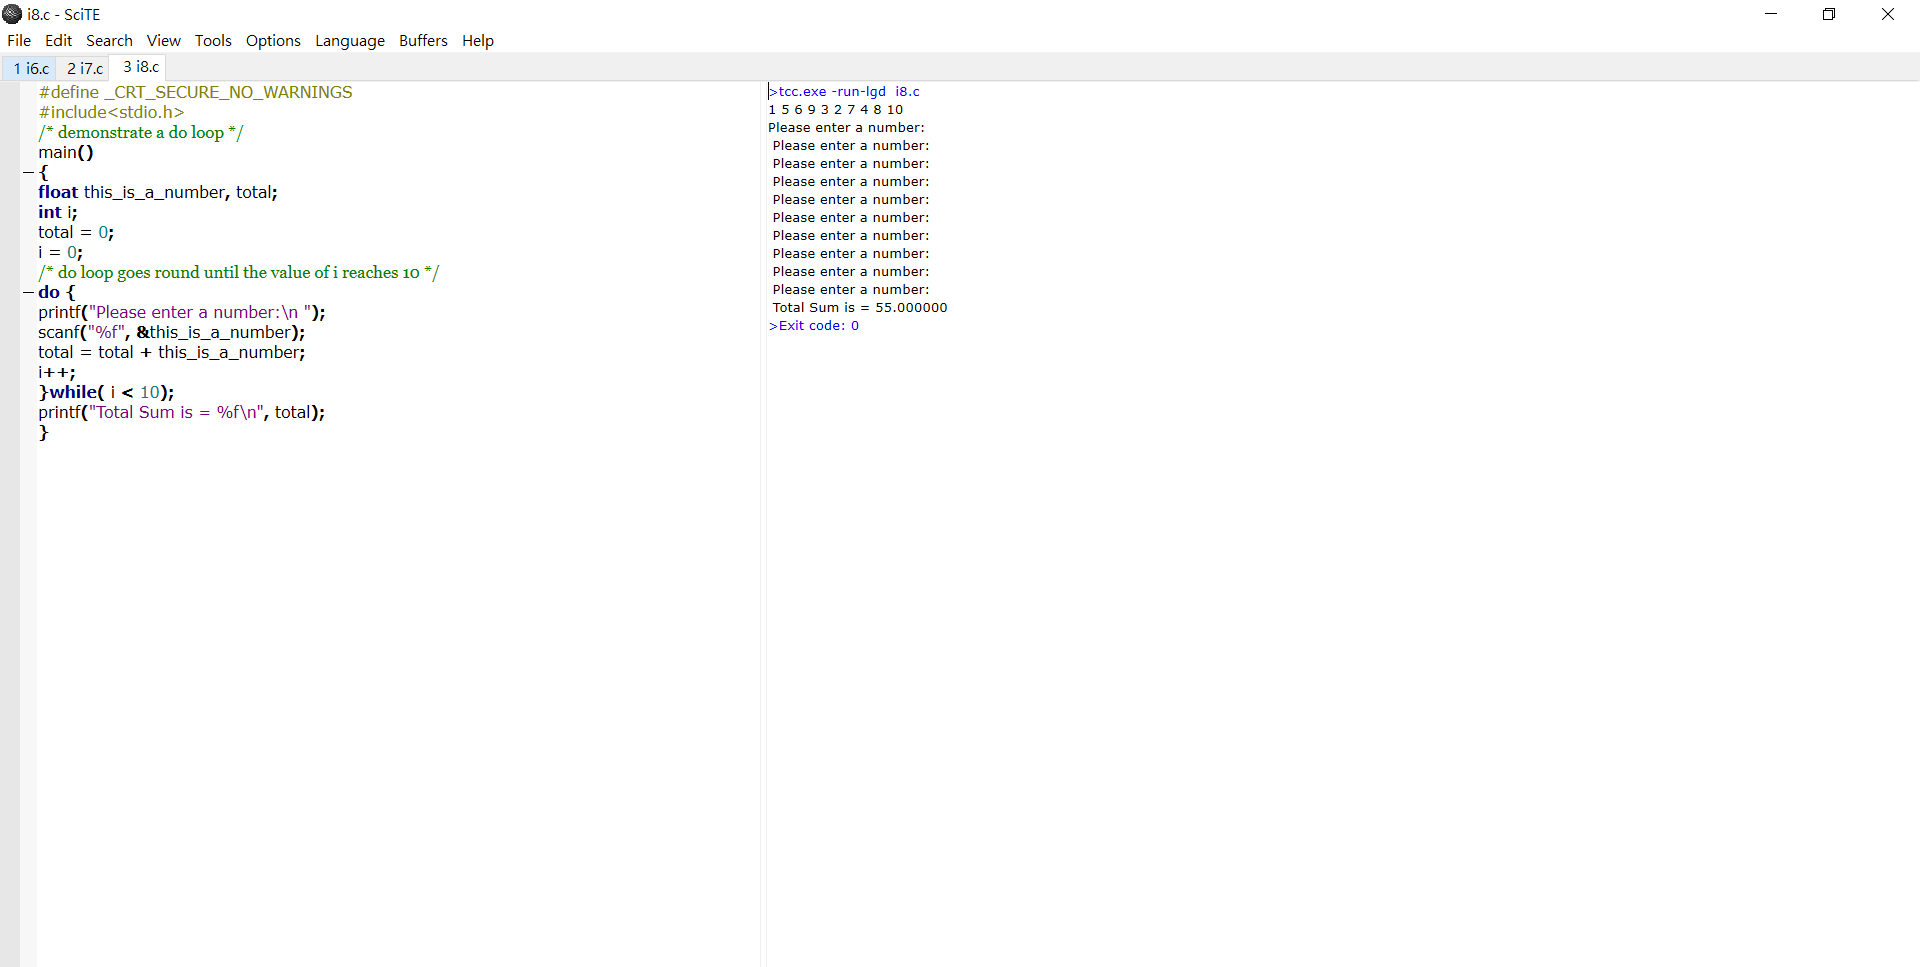 i8.c - SciTE
File Edit Search View Tools Options Language Buffers Help
1 i6.c 2 i7.c 3 i8.c
#define _CRT_SECURE_NO_WARNINGS
#include<stdio.h>
/* demonstrate a do loop */
main()
{
float this_is_a_number, total;
int i;
total = 0;
i = 0;
/* do loop goes round until the value of i reaches 10 */
do {
printf("Please enter a number:\n ");
scanf("%f", &this_is_a_number);
total = total + this_is_a_number;
i++;
}while( i < 10);
printf("Total Sum is = %f\n", total);
}
>tcc.exe -run-lgd  i8.c
1 5 6 9 3 2 7 4 8 10
Please enter a number:
 Please enter a number:
 Please enter a number:
 Please enter a number:
 Please enter a number:
 Please enter a number:
 Please enter a number:
 Please enter a number:
 Please enter a number:
 Please enter a number:
 Total Sum is = 55.000000
>Exit code: 0